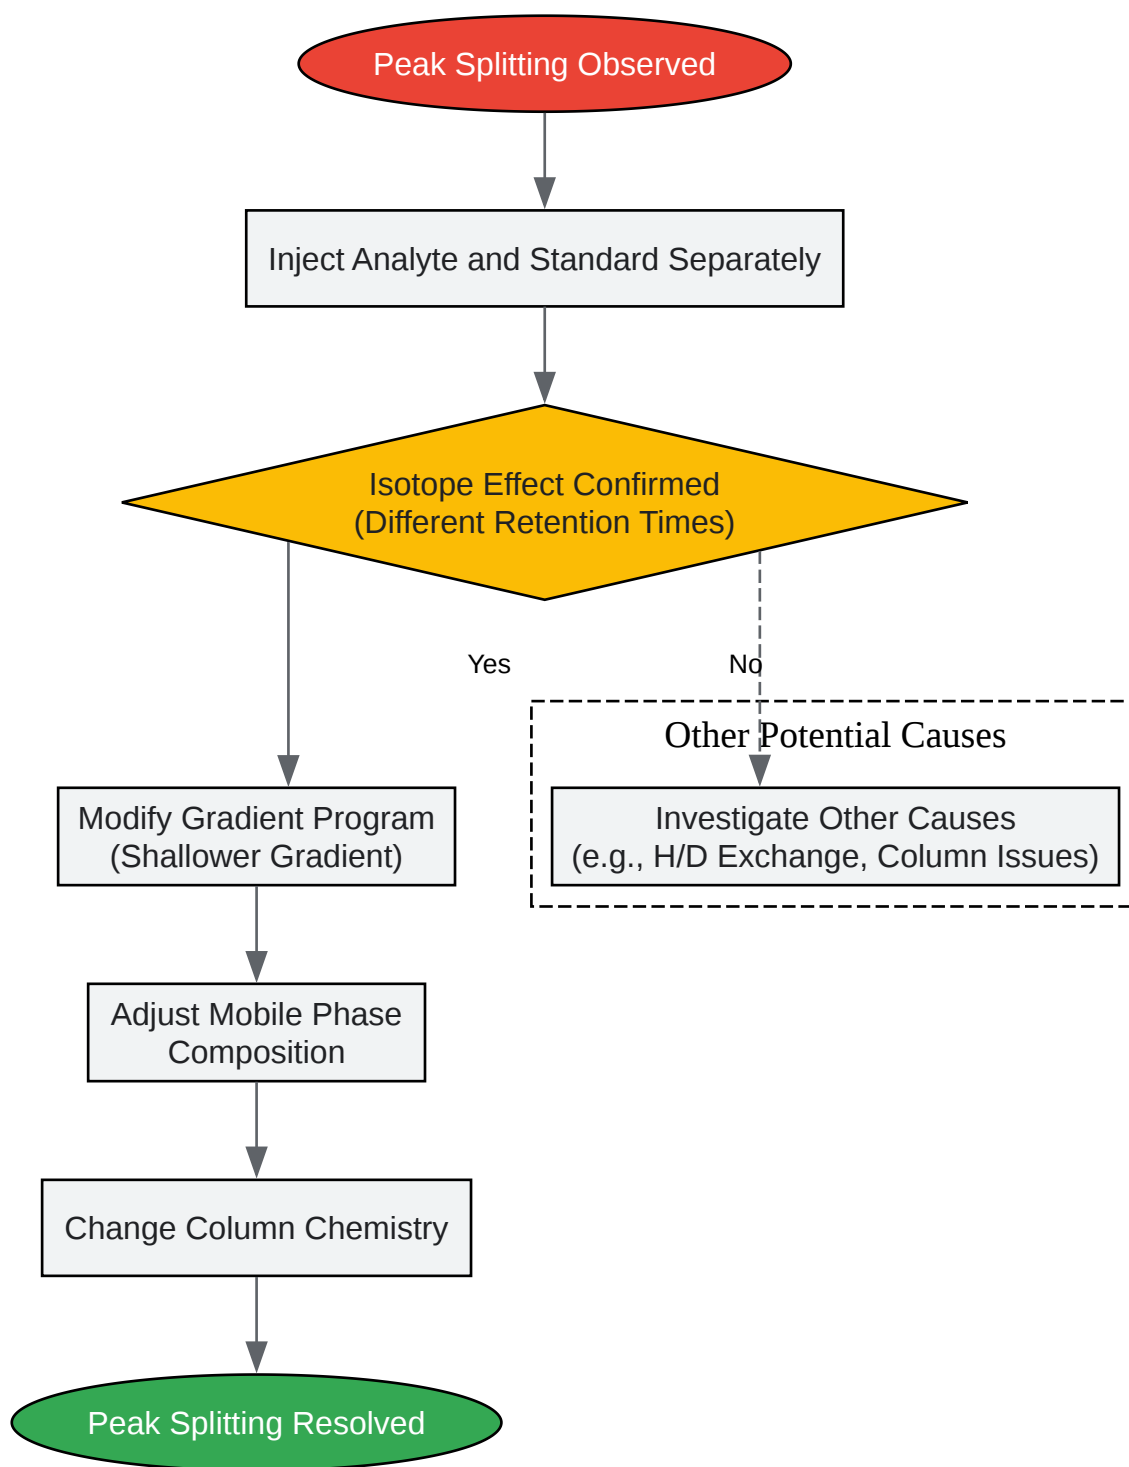 Peak Splitting Observed
Inject Analyte and Standard Separately
Isotope Effect Confirmed
(Different Retention Times)
Yes
No
Other Potential Causes
Modify Gradient Program
(Shallower Gradient)
Investigate Other Causes
(e.g., H/D Exchange, Column Issues)
Adjust Mobile Phase
Composition
Change Column Chemistry
Peak Splitting Resolved